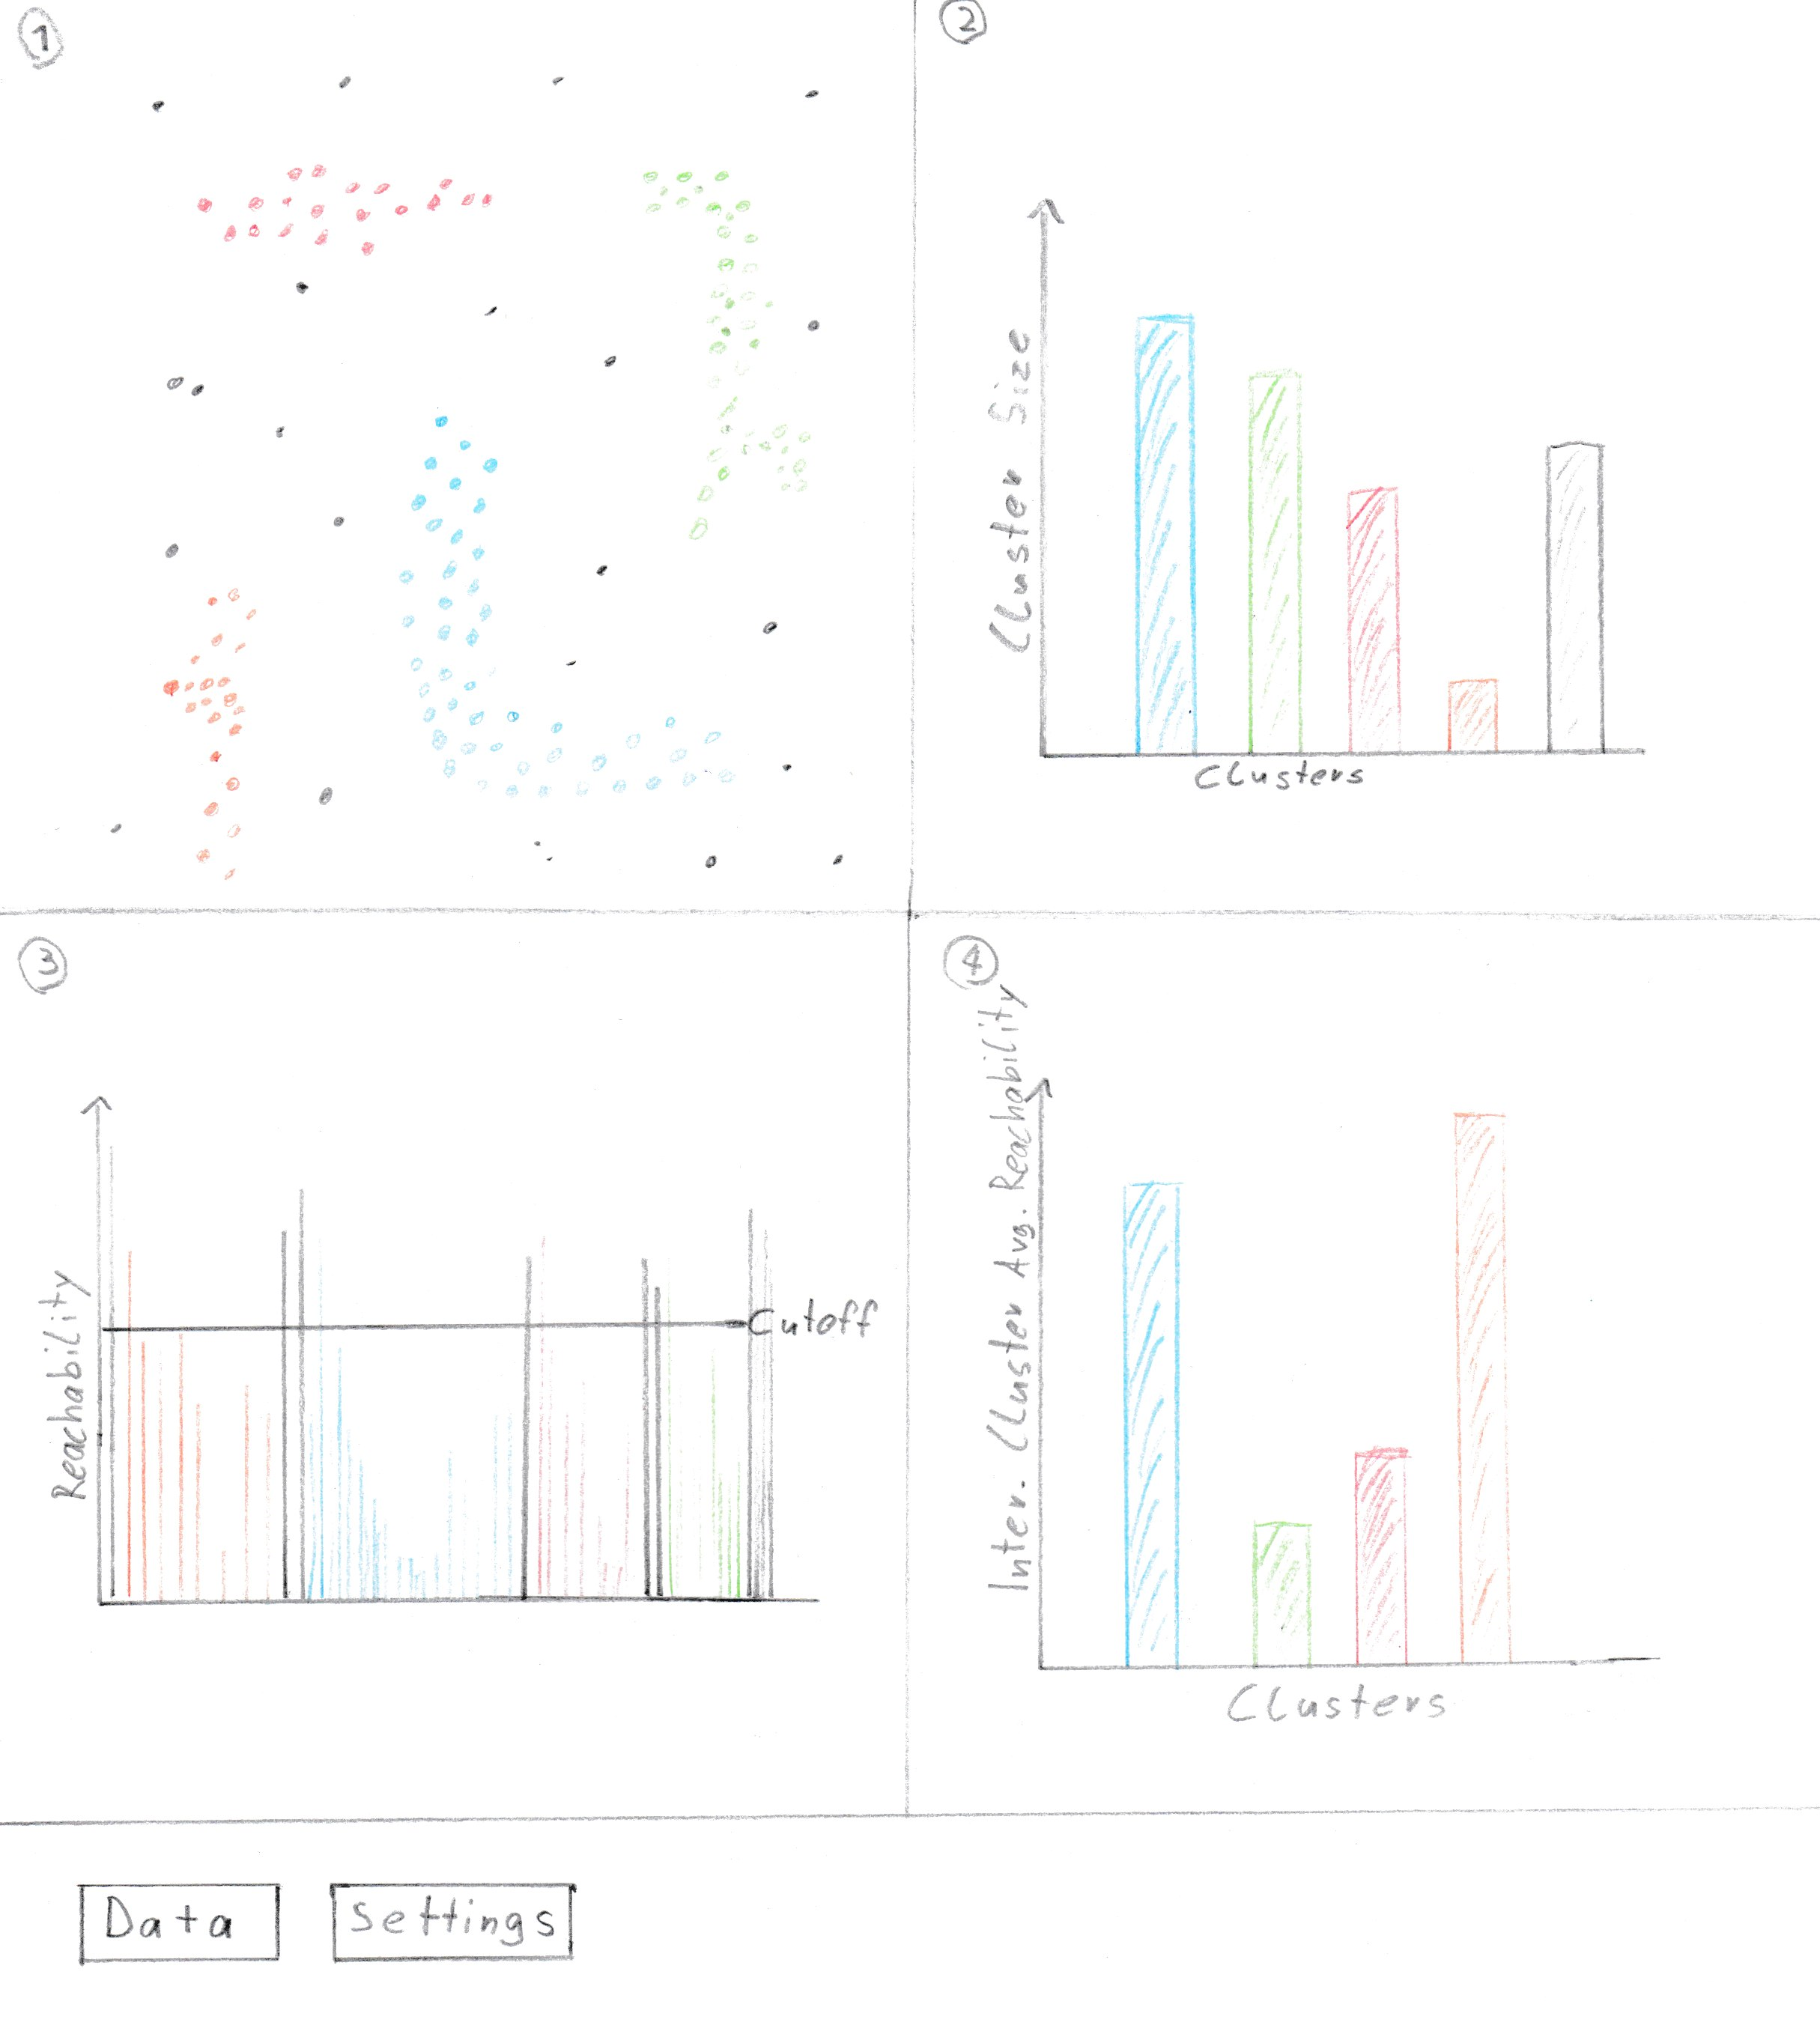 1
2
Cluster Size
Clusters
3
Reachability
Cutoff
4
Inter. Cluster Avg. Reachability
Clusters
Data
Settings